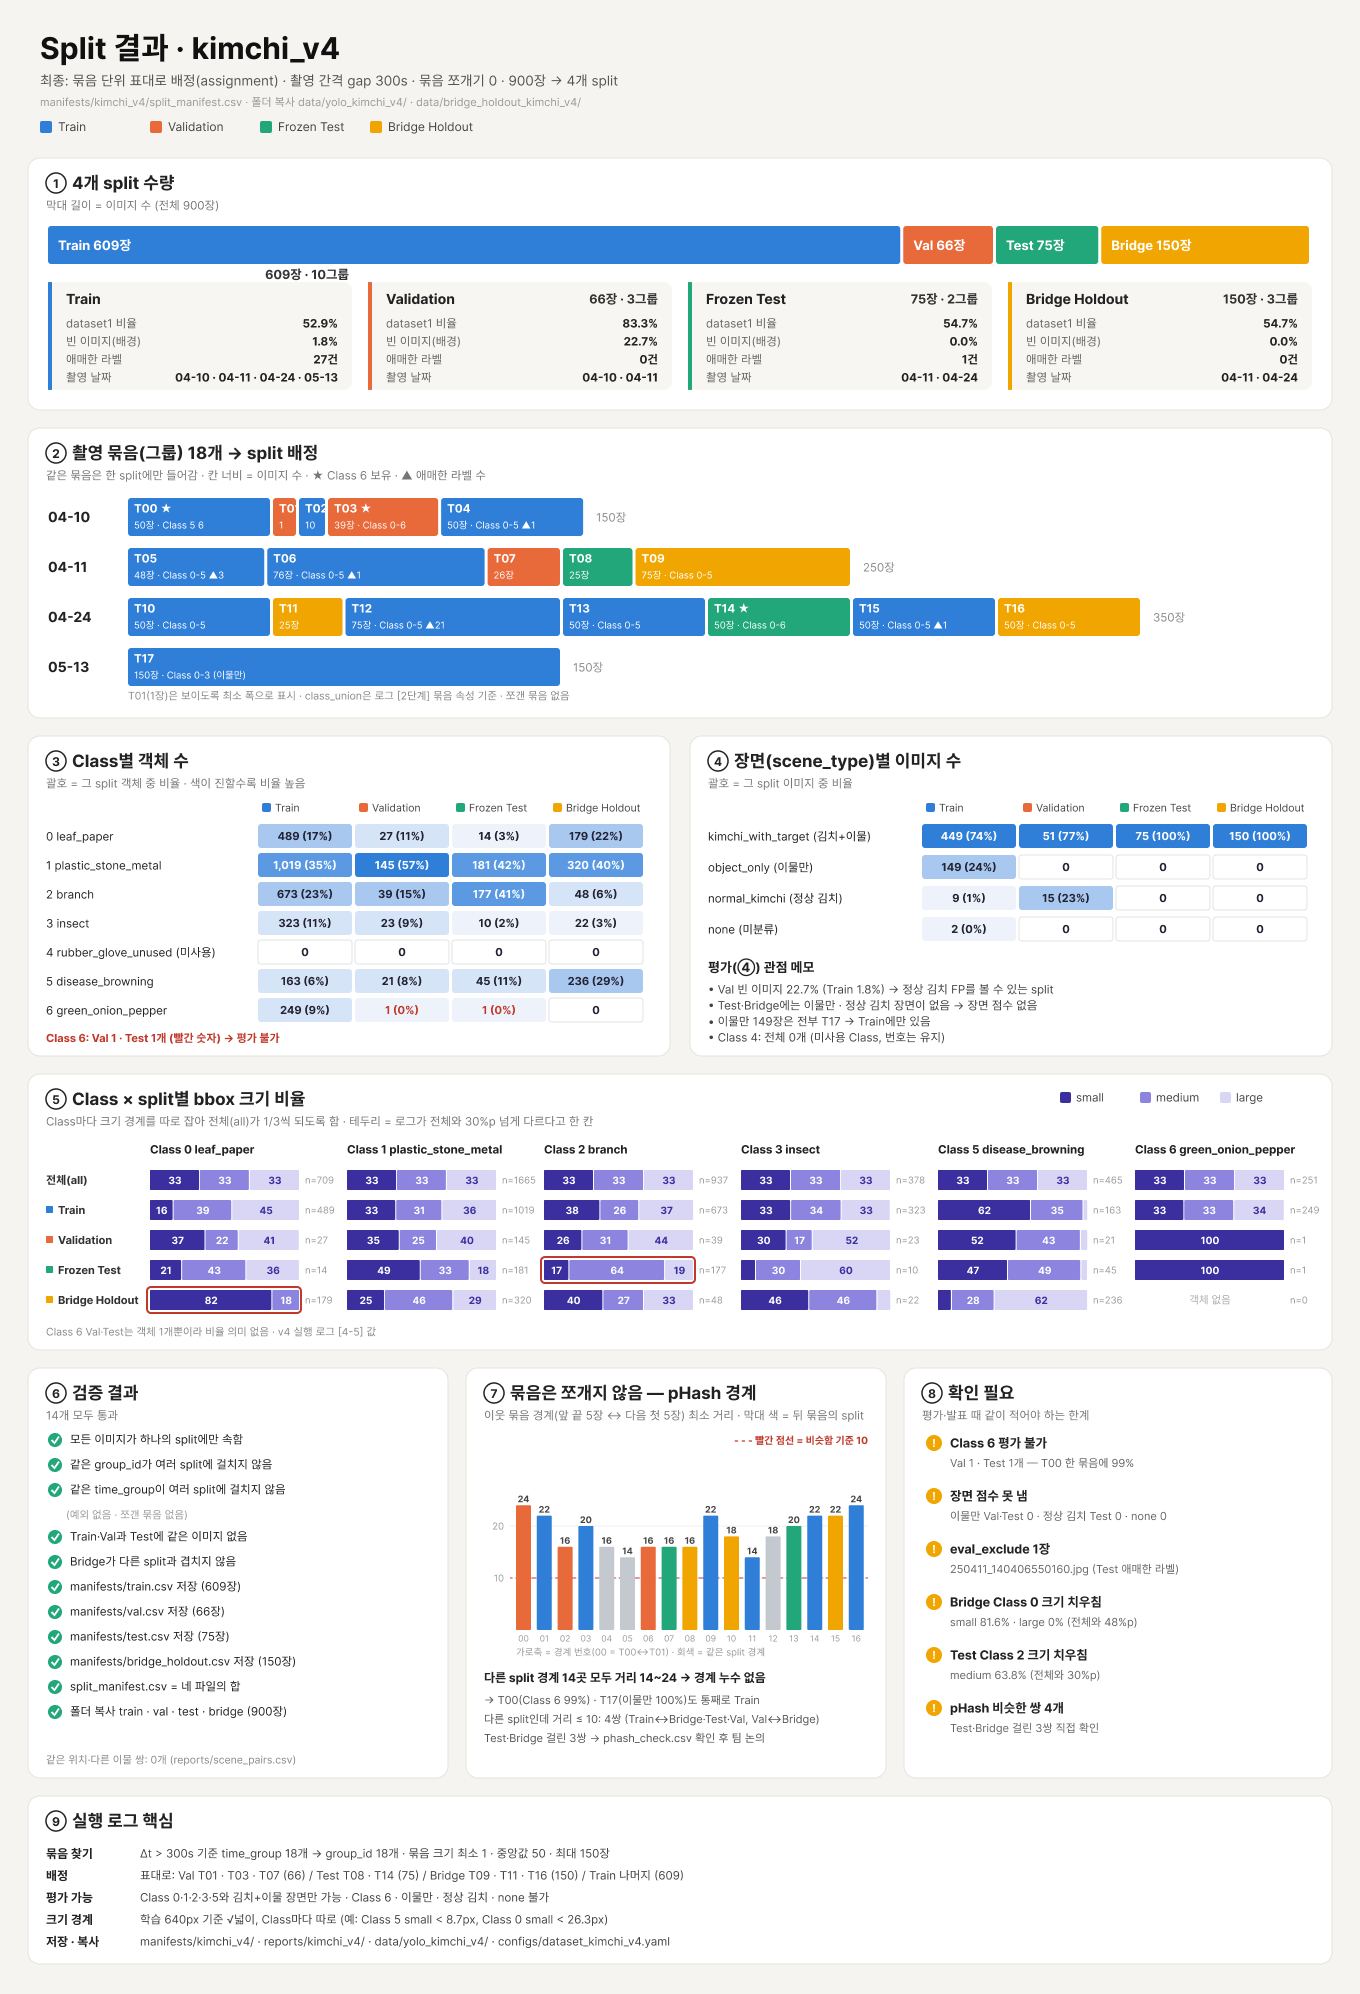 Split 결과 · kimchi_v4
최종: 묶음 단위 표대로 배정(assignment) · 촬영 간격 gap 300s · 묶음 쪼개기 0 · 900장 → 4개 split
manifests/kimchi_v4/split_manifest.csv · 폴더 복사 data/yolo_kimchi_v4/ · data/bridge_holdout_kimchi_v4/
Train Validation Frozen Test Bridge Holdout
① 4개 split 수량
막대 길이 = 이미지 수 (전체 900장)
Train 609장 Val 66장 Test 75장 Bridge 150장
609장 · 10그룹
Train
dataset1 비율 52.9%
빈 이미지(배경) 1.8%
애매한 라벨 27건
촬영 날짜 04-10 · 04-11 · 04-24 · 05-13
Validation 66장 · 3그룹
dataset1 비율 83.3%
빈 이미지(배경) 22.7%
애매한 라벨 0건
촬영 날짜 04-10 · 04-11
Frozen Test 75장 · 2그룹
dataset1 비율 54.7%
빈 이미지(배경) 0.0%
애매한 라벨 1건
촬영 날짜 04-11 · 04-24
Bridge Holdout 150장 · 3그룹
dataset1 비율 54.7%
빈 이미지(배경) 0.0%
애매한 라벨 0건
촬영 날짜 04-11 · 04-24
② 촬영 묶음(그룹) 18개 → split 배정
같은 묶음은 한 split에만 들어감 · 칸 너비 = 이미지 수 · ★ Class 6 보유 · ▲ 애매한 라벨 수
04-10
T00 ★ T01 T02 T03 ★ T04
50장 · Class 5 6 1 10 39장 · Class 0-6 50장 · Class 0-5 ▲1
150장
04-11
T05 T06 T07 T08 T09
48장 · Class 0-5 ▲3 76장 · Class 0-5 ▲1 26장 25장 75장 · Class 0-5
250장
04-24
T10 T11 T12 T13 T14 ★ T15 T16
50장 · Class 0-5 25장 75장 · Class 0-5 ▲21 50장 · Class 0-5 50장 · Class 0-6 50장 · Class 0-5 ▲1 50장 · Class 0-5
350장
05-13
T17
150장 · Class 0-3 (이물만)
150장
T01(1장)은 보이도록 최소 폭으로 표시 · class_union은 로그 [2단계] 묶음 속성 기준 · 쪼갠 묶음 없음
③ Class별 객체 수
괄호 = 그 split 객체 중 비율 · 색이 진할수록 비율 높음
Train Validation Frozen Test Bridge Holdout
0 leaf_paper 489 (17%) 27 (11%) 14 (3%) 179 (22%)
1 plastic_stone_metal 1,019 (35%) 145 (57%) 181 (42%) 320 (40%)
2 branch 673 (23%) 39 (15%) 177 (41%) 48 (6%)
3 insect 323 (11%) 23 (9%) 10 (2%) 22 (3%)
4 rubber_glove_unused (미사용) 0 0 0 0
5 disease_browning 163 (6%) 21 (8%) 45 (11%) 236 (29%)
6 green_onion_pepper 249 (9%) 1 (0%) 1 (0%) 0
Class 6: Val 1 · Test 1개 (빨간 숫자) → 평가 불가
④ 장면(scene_type)별 이미지 수
괄호 = 그 split 이미지 중 비율
Train Validation Frozen Test Bridge Holdout
kimchi_with_target (김치+이물) 449 (74%) 51 (77%) 75 (100%) 150 (100%)
object_only (이물만) 149 (24%) 0 0 0
normal_kimchi (정상 김치) 9 (1%) 15 (23%) 0 0
none (미분류) 2 (0%) 0 0 0
평가(④) 관점 메모
• Val 빈 이미지 22.7% (Train 1.8%) → 정상 김치 FP를 볼 수 있는 split
• Test·Bridge에는 이물만 · 정상 김치 장면이 없음 → 장면 점수 없음
• 이물만 149장은 전부 T17 → Train에만 있음
• Class 4: 전체 0개 (미사용 Class, 번호는 유지)
⑤ Class × split별 bbox 크기 비율
small medium large
Class마다 크기 경계를 따로 잡아 전체(all)가 1/3씩 되도록 함 · 테두리 = 로그가 전체와 30%p 넘게 다르다고 한 칸
Class 0 leaf_paper Class 1 plastic_stone_metal Class 2 branch Class 3 insect Class 5 disease_browning Class 6 green_onion_pepper
전체(all) 33 33 33 n=709 33 33 33 n=1665 33 33 33 n=937 33 33 33 n=378 33 33 33 n=465 33 33 33 n=251
Train 16 39 45 n=489 33 31 36 n=1019 38 26 37 n=673 33 34 33 n=323 62 35 n=163 33 33 34 n=249
Validation 37 22 41 n=27 35 25 40 n=145 26 31 44 n=39 30 17 52 n=23 52 43 n=21 100 n=1
Frozen Test 21 43 36 n=14 49 33 18 n=181 17 64 19 n=177 30 60 n=10 47 49 n=45 100 n=1
Bridge Holdout 82 18 n=179 25 46 29 n=320 40 27 33 n=48 46 46 n=22 28 62 n=236 객체 없음 n=0
Class 6 Val·Test는 객체 1개뿐이라 비율 의미 없음 · v4 실행 로그 [4-5] 값
⑥ 검증 결과
14개 모두 통과
모든 이미지가 하나의 split에만 속함
같은 group_id가 여러 split에 걸치지 않음
같은 time_group이 여러 split에 걸치지 않음
(예외 없음 · 쪼갠 묶음 없음)
Train·Val과 Test에 같은 이미지 없음
Bridge가 다른 split과 겹치지 않음
manifests/train.csv 저장 (609장)
manifests/val.csv 저장 (66장)
manifests/test.csv 저장 (75장)
manifests/bridge_holdout.csv 저장 (150장)
split_manifest.csv = 네 파일의 합
폴더 복사 train · val · test · bridge (900장)
같은 위치·다른 이물 쌍: 0개 (reports/scene_pairs.csv)
⑦ 묶음은 쪼개지 않음 — pHash 경계
이웃 묶음 경계(앞 끝 5장 ↔ 다음 첫 5장) 최소 거리 · 막대 색 = 뒤 묶음의 split
- - - 빨간 점선 = 비슷함 기준 10
24 22 16 20 16 14 16 16 16 22 18 14 18 20 22 22 24
20
10
00 01 02 03 04 05 06 07 08 09 10 11 12 13 14 15 16
가로축 = 경계 번호(00 = T00↔T01) · 회색 = 같은 split 경계
다른 split 경계 14곳 모두 거리 14~24 → 경계 누수 없음
→ T00(Class 6 99%) · T17(이물만 100%)도 통째로 Train
다른 split인데 거리 ≤ 10: 4쌍 (Train↔Bridge·Test·Val, Val↔Bridge)
Test·Bridge 걸린 3쌍 → phash_check.csv 확인 후 팀 논의
⑧ 확인 필요
평가·발표 때 같이 적어야 하는 한계
! Class 6 평가 불가
Val 1 · Test 1개 — T00 한 묶음에 99%
! 장면 점수 못 냄
이물만 Val·Test 0 · 정상 김치 Test 0 · none 0
! eval_exclude 1장
250411_140406550160.jpg (Test 애매한 라벨)
! Bridge Class 0 크기 치우침
small 81.6% · large 0% (전체와 48%p)
! Test Class 2 크기 치우침
medium 63.8% (전체와 30%p)
! pHash 비슷한 쌍 4개
Test·Bridge 걸린 3쌍 직접 확인
⑨ 실행 로그 핵심
묶음 찾기 Δt > 300s 기준 time_group 18개 → group_id 18개 · 묶음 크기 최소 1 · 중앙값 50 · 최대 150장
배정 표대로: Val T01 · T03 · T07 (66) / Test T08 · T14 (75) / Bridge T09 · T11 · T16 (150) / Train 나머지 (609)
평가 가능 Class 0·1·2·3·5와 김치+이물 장면만 가능 · Class 6 · 이물만 · 정상 김치 · none 불가
크기 경계 학습 640px 기준 √넓이, Class마다 따로 (예: Class 5 small < 8.7px, Class 0 small < 26.3px)
저장 · 복사 manifests/kimchi_v4/ · reports/kimchi_v4/ · data/yolo_kimchi_v4/ · configs/dataset_kimchi_v4.yaml